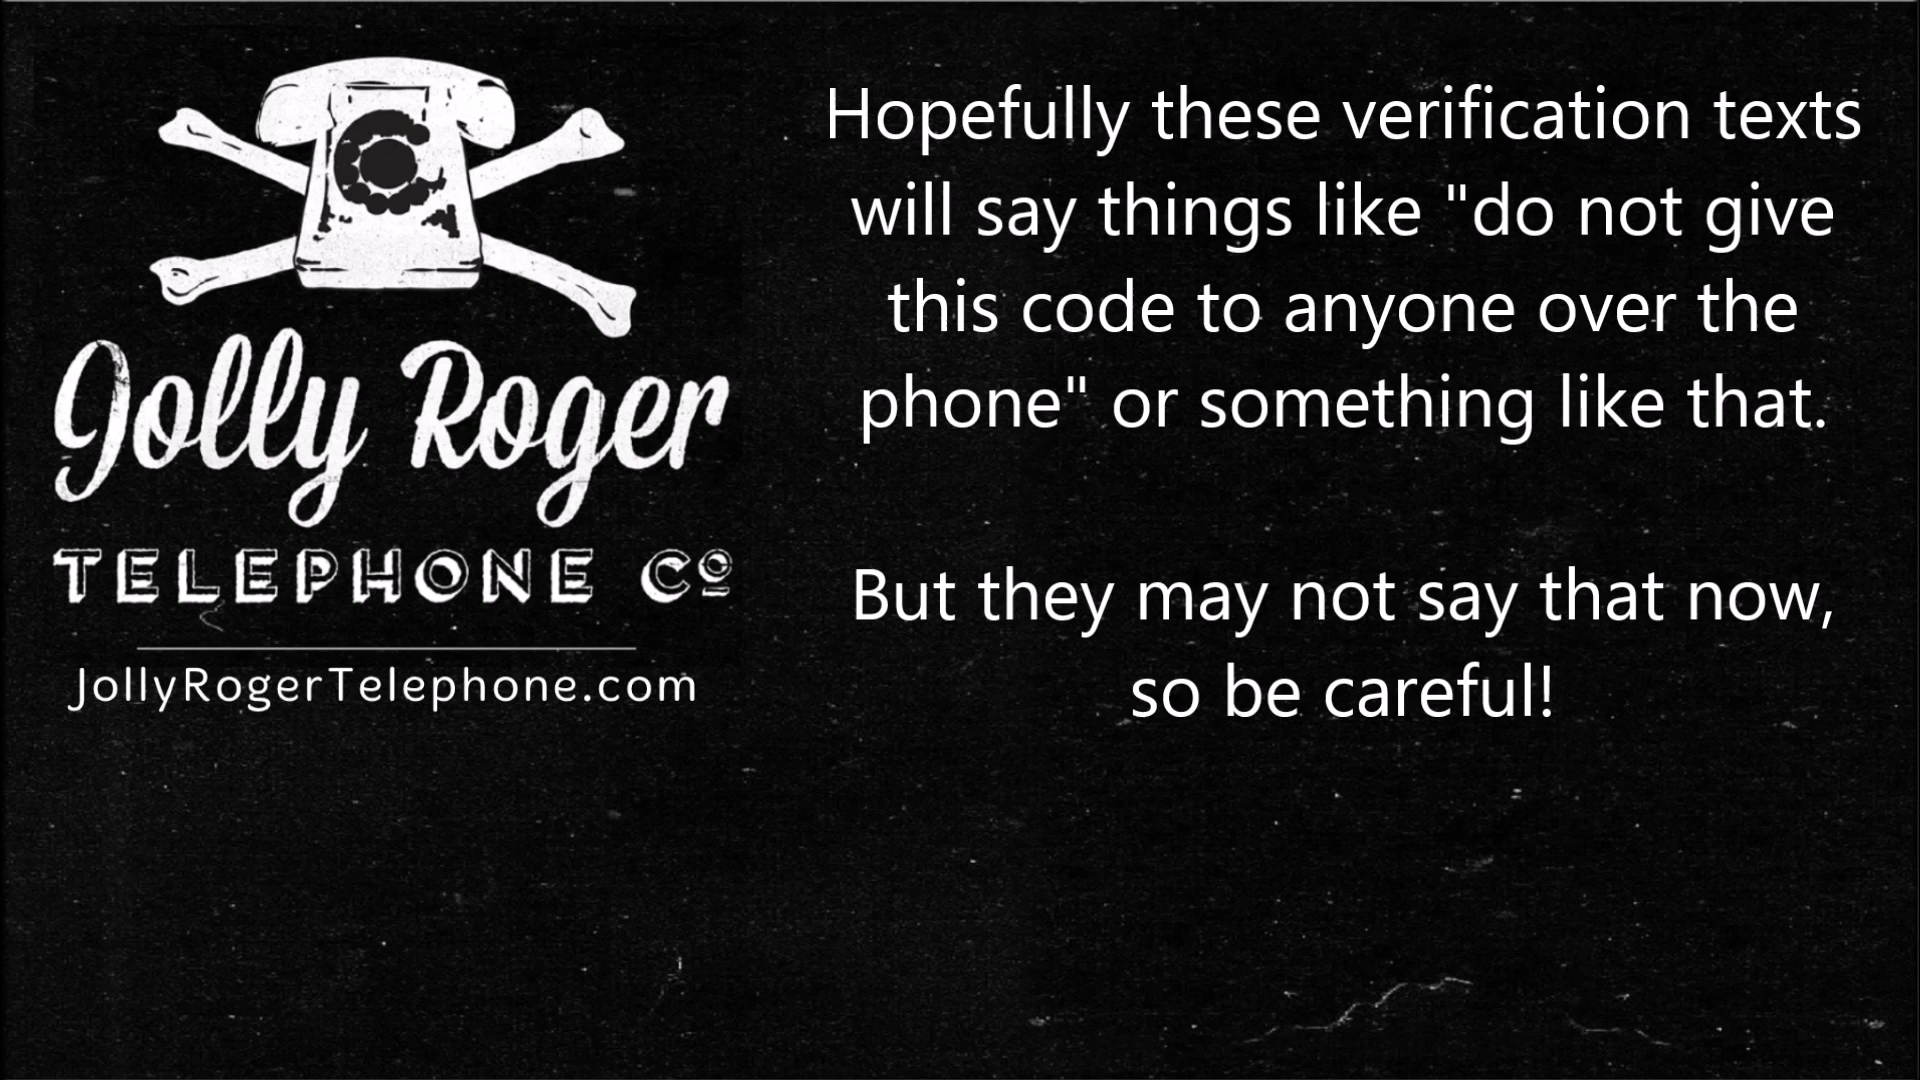 Jolly Roger
TELEPHONE Cº
JollyRogerTelephone.com
Hopefully these verification texts
will say things like "do not give
this code to anyone over the
phone" or something like that.
But they may not say that now,
so be careful!